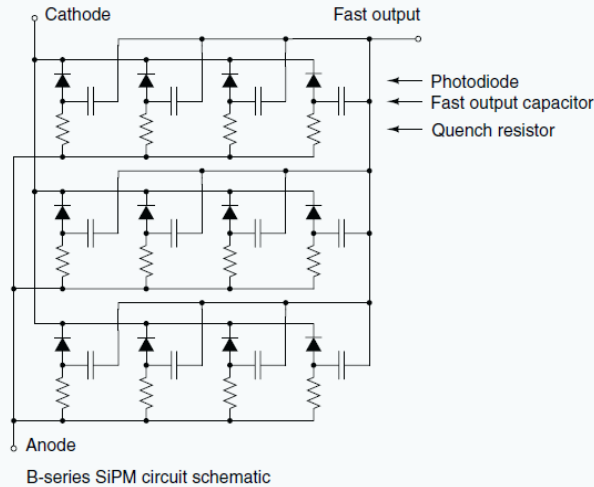 Cathode
Fast output
Photodiode
Fast output capacitor
Quench resistor
Anode
B-series SiPM circuit schematic